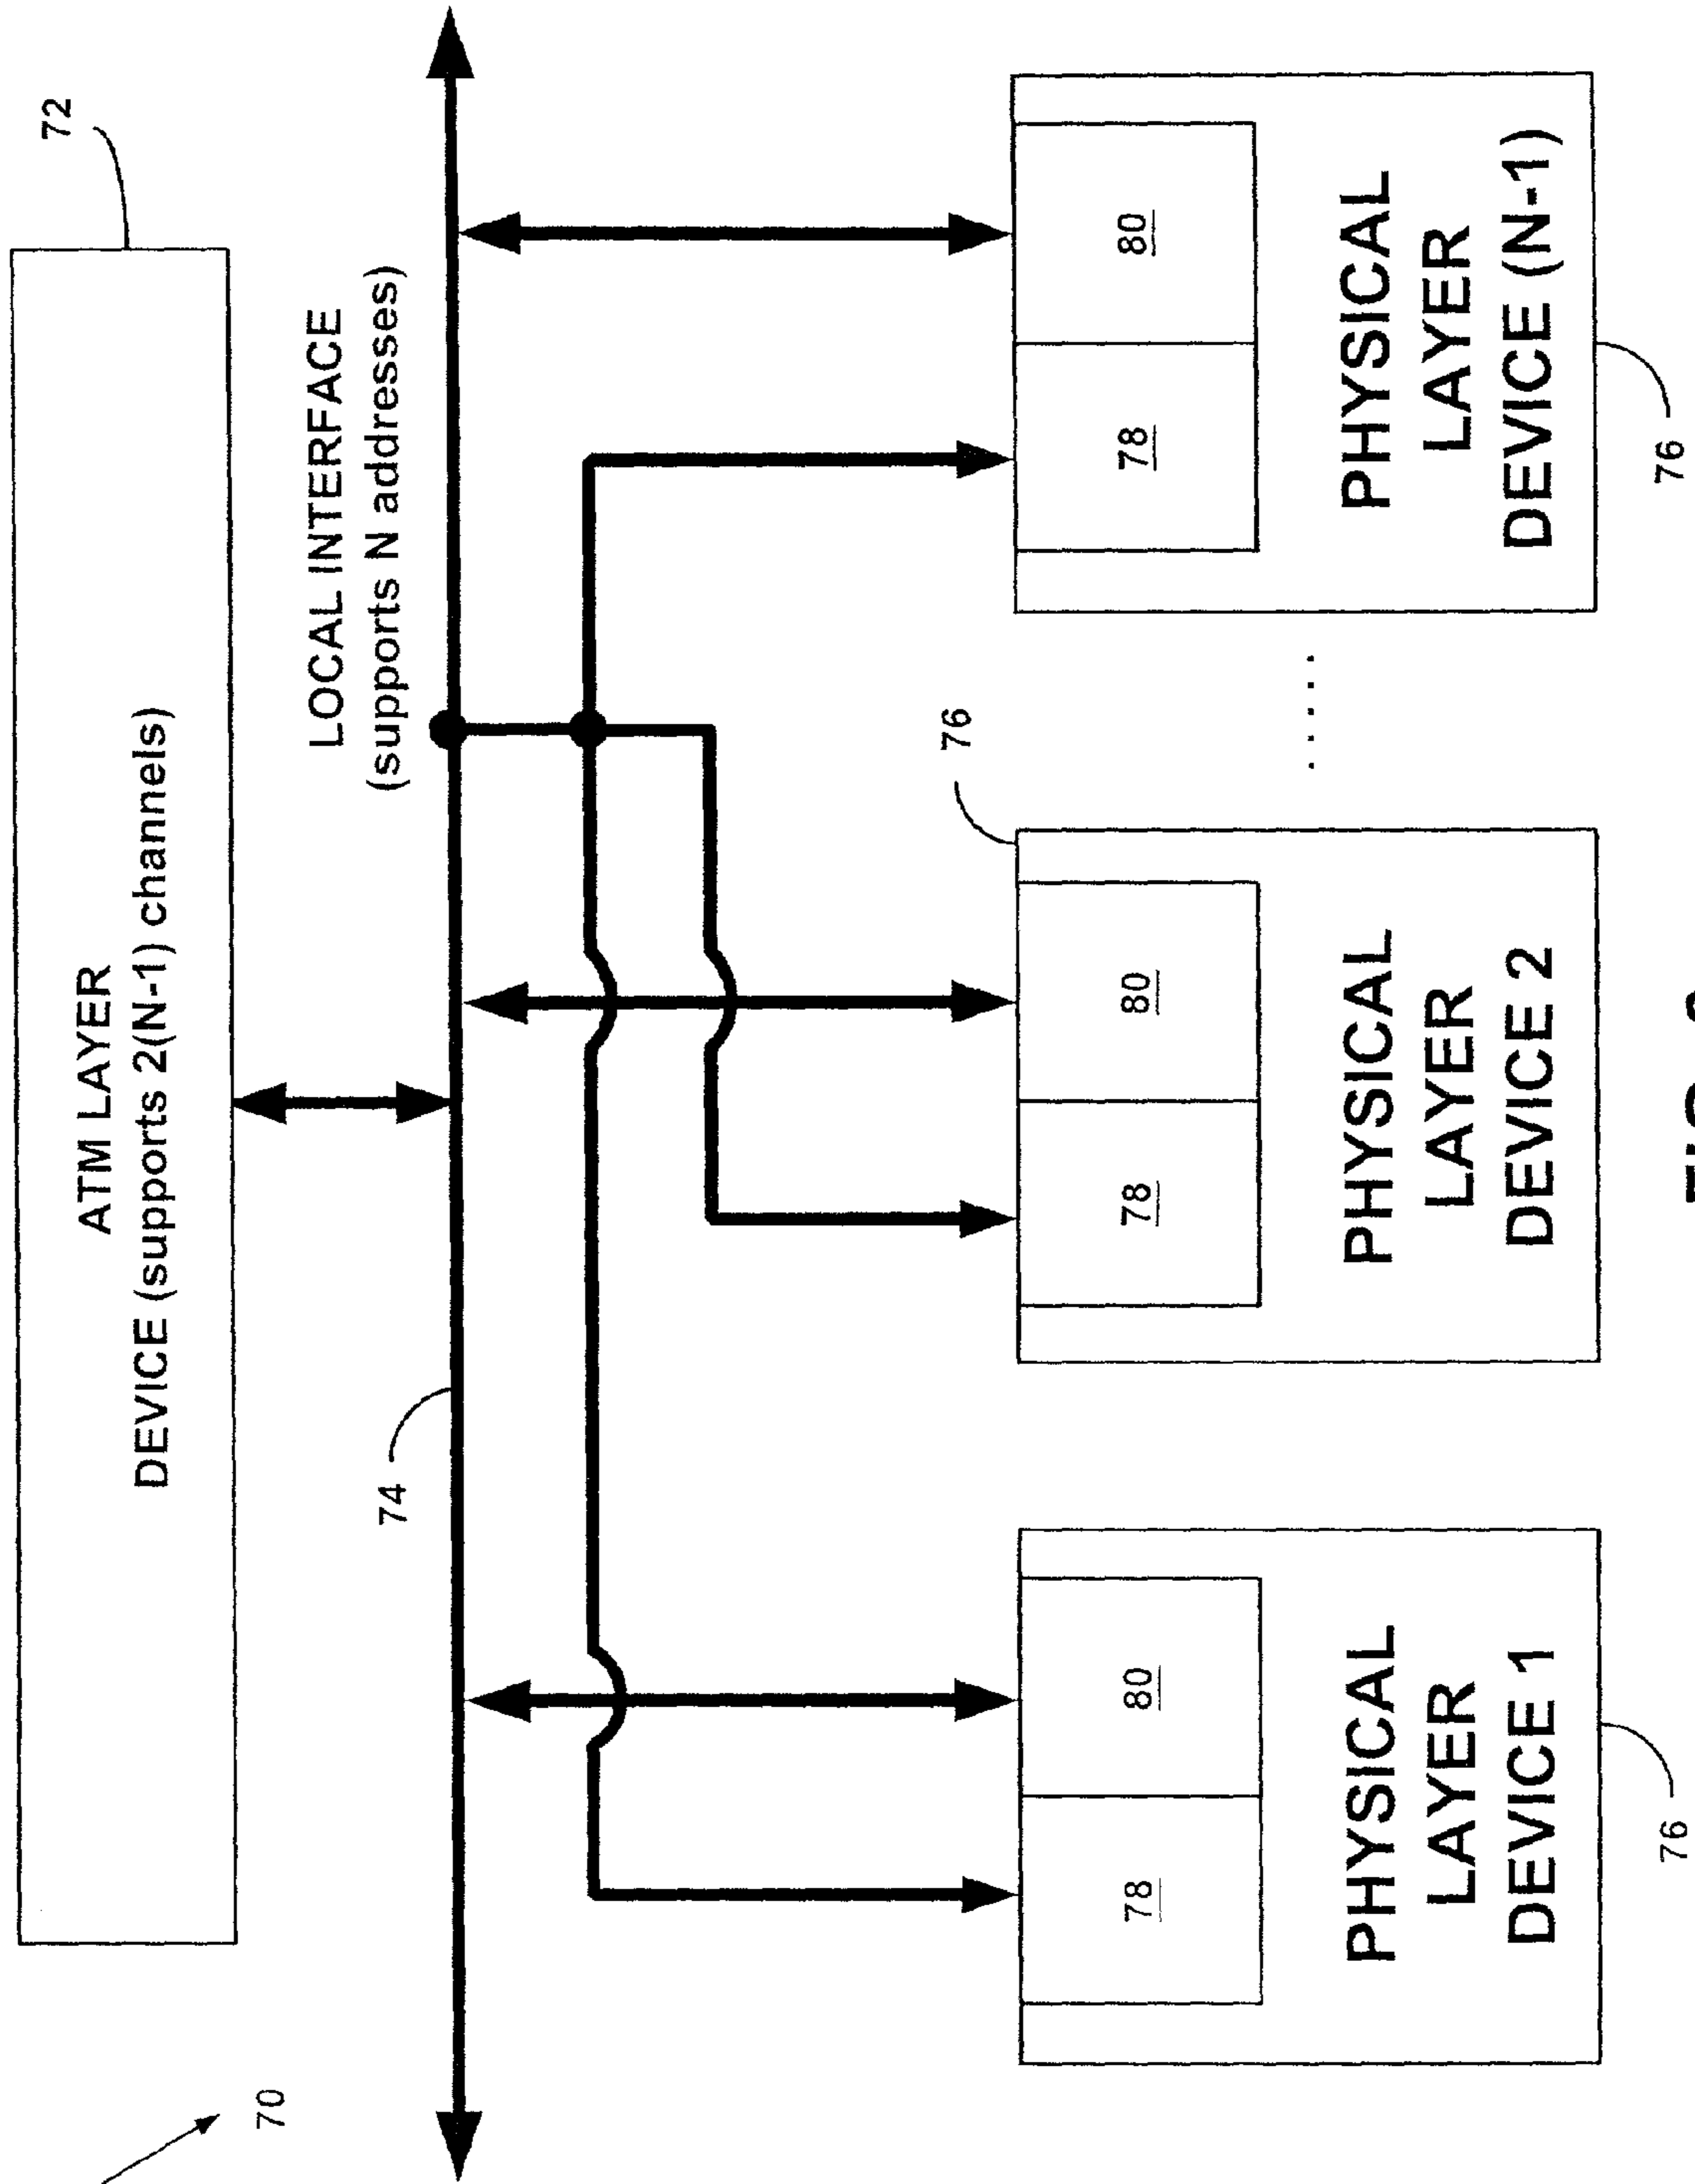 70
72
ATM LAYER
DEVICE (supports 2(N-1) channels)
LOCAL INTERFACE
(supports N addresses)
74
76
78
80
78
80
78
80
PHYSICAL
LAYER
DEVICE 1
PHYSICAL
LAYER
DEVICE 2
......
PHYSICAL
LAYER
DEVICE (N-1)
76
76